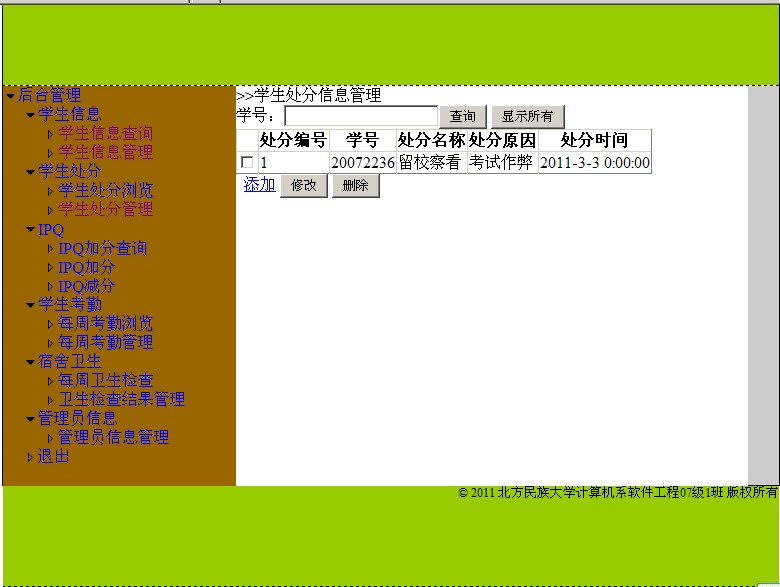 后台管理
学生信息
学生信息查询
学生信息管理
学生处分
学生处分浏览
学生处分管理
IPQ
IPQ加分查询
IPQ加分
IPQ减分
学生考勤
每周考勤浏览
每周考勤管理
宿舍卫生
每周卫生检查
卫生检查结果管理
管理员信息
管理员信息管理
退出
>>学生处分信息管理
学号： 查询 显示所有
处分编号 学号 处分名称 处分原因 处分时间
1 20072236 留校察看 考试作弊 2011-3-3 0:00:00
添加 修改 删除
© 2011 北方民族大学计算机系软件工程07级1班 版权所有